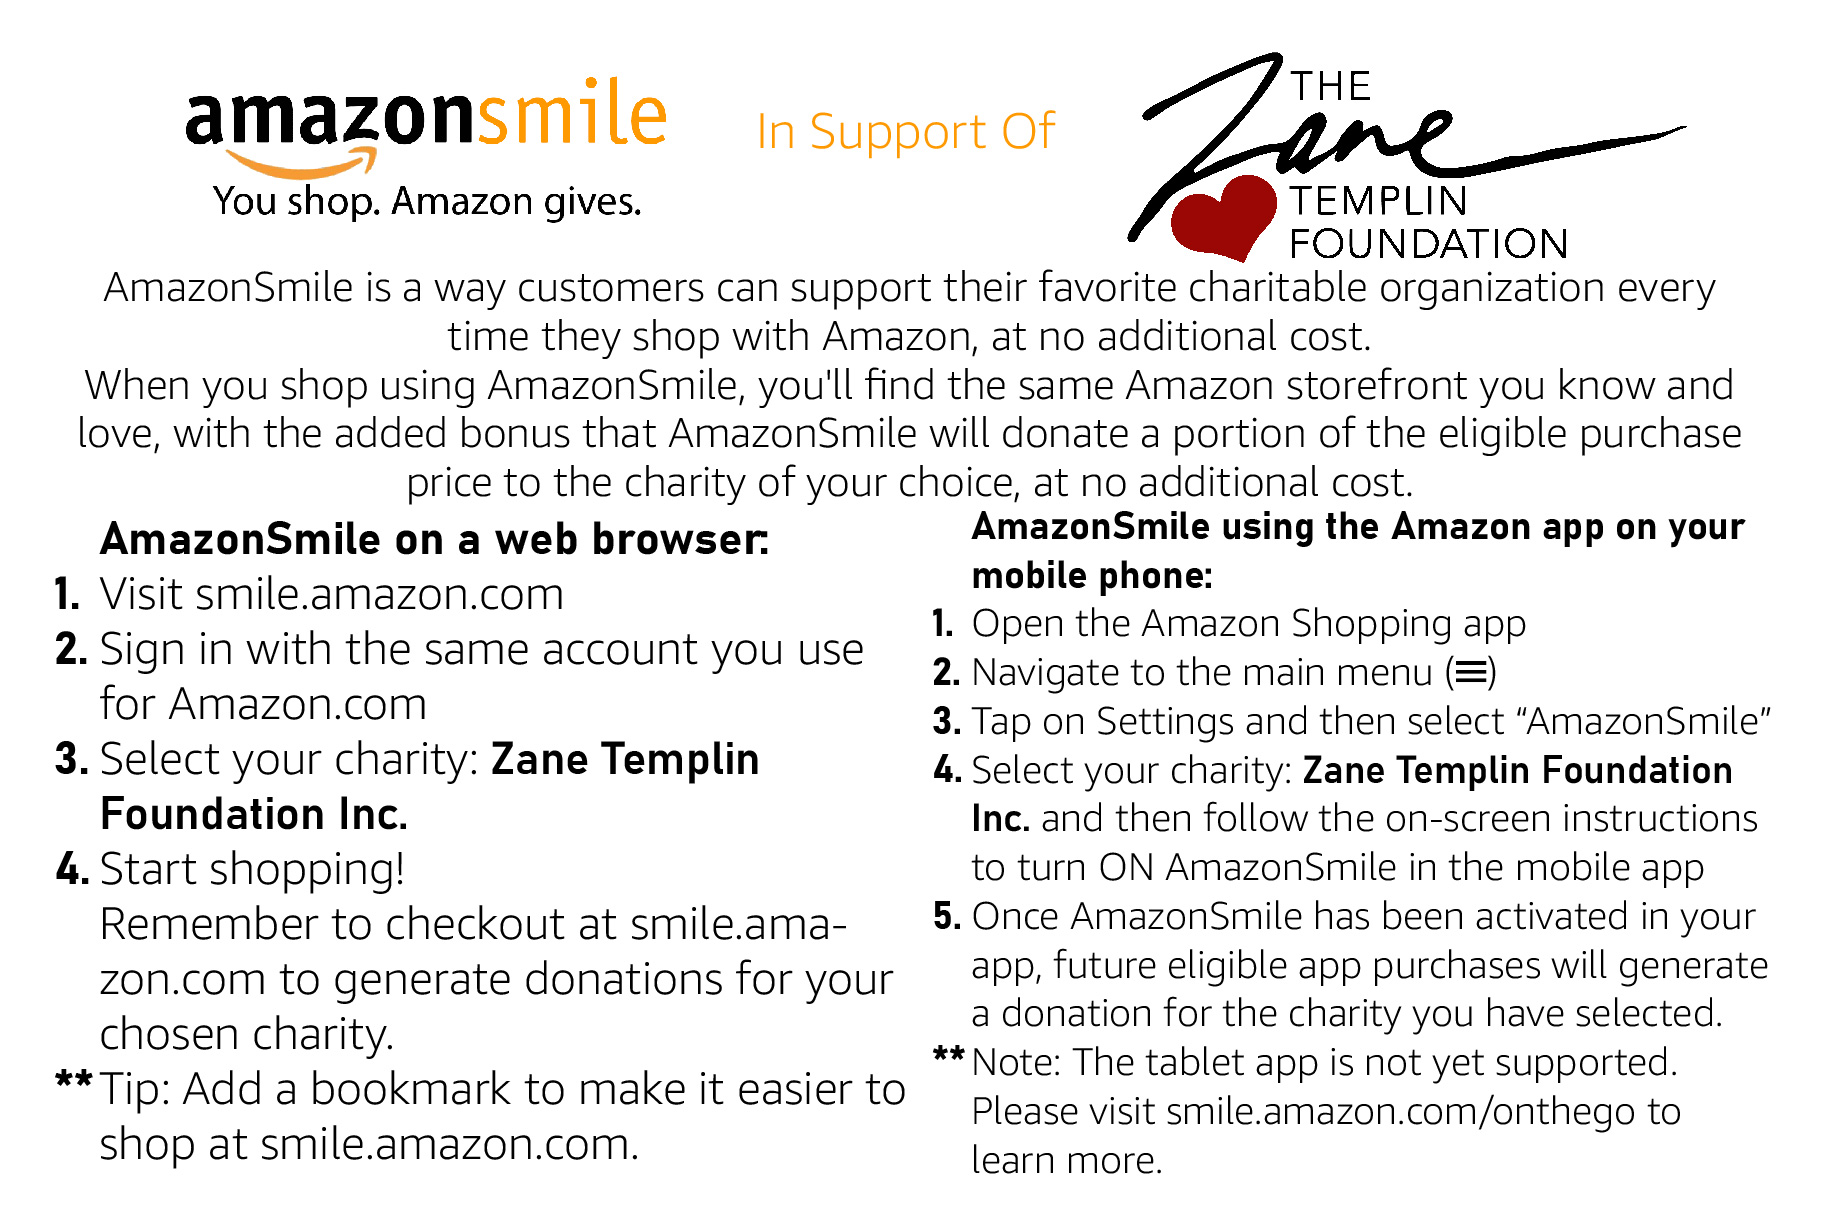 amazonsmile
You shop. Amazon gives.
In Support Of
THE
Zane
TEMPLIN
FOUNDATION
AmazonSmile is a way customers can support their favorite charitable organization every
time they shop with Amazon, at no additional cost.
When you shop using AmazonSmile, you'll find the same Amazon storefront you know and
love, with the added bonus that AmazonSmile will donate a portion of the eligible purchase
price to the charity of your choice, at no additional cost.
AmazonSmile on a web browser:
1. Visit smile.amazon.com
2. Sign in with the same account you use
for Amazon.com
3. Select your charity: Zane Templin
Foundation Inc.
4. Start shopping!
Remember to checkout at smile.ama-
zon.com to generate donations for your
chosen charity.
** Tip: Add a bookmark to make it easier to
shop at smile.amazon.com.
AmazonSmile using the Amazon app on your
mobile phone:
1. Open the Amazon Shopping app
2. Navigate to the main menu (☰)
3. Tap on Settings and then select “AmazonSmile”
4. Select your charity: Zane Templin Foundation
Inc. and then follow the on-screen instructions
to turn ON AmazonSmile in the mobile app
5. Once AmazonSmile has been activated in your
app, future eligible app purchases will generate
a donation for the charity you have selected.
** Note: The tablet app is not yet supported.
Please visit smile.amazon.com/onthego to
learn more.